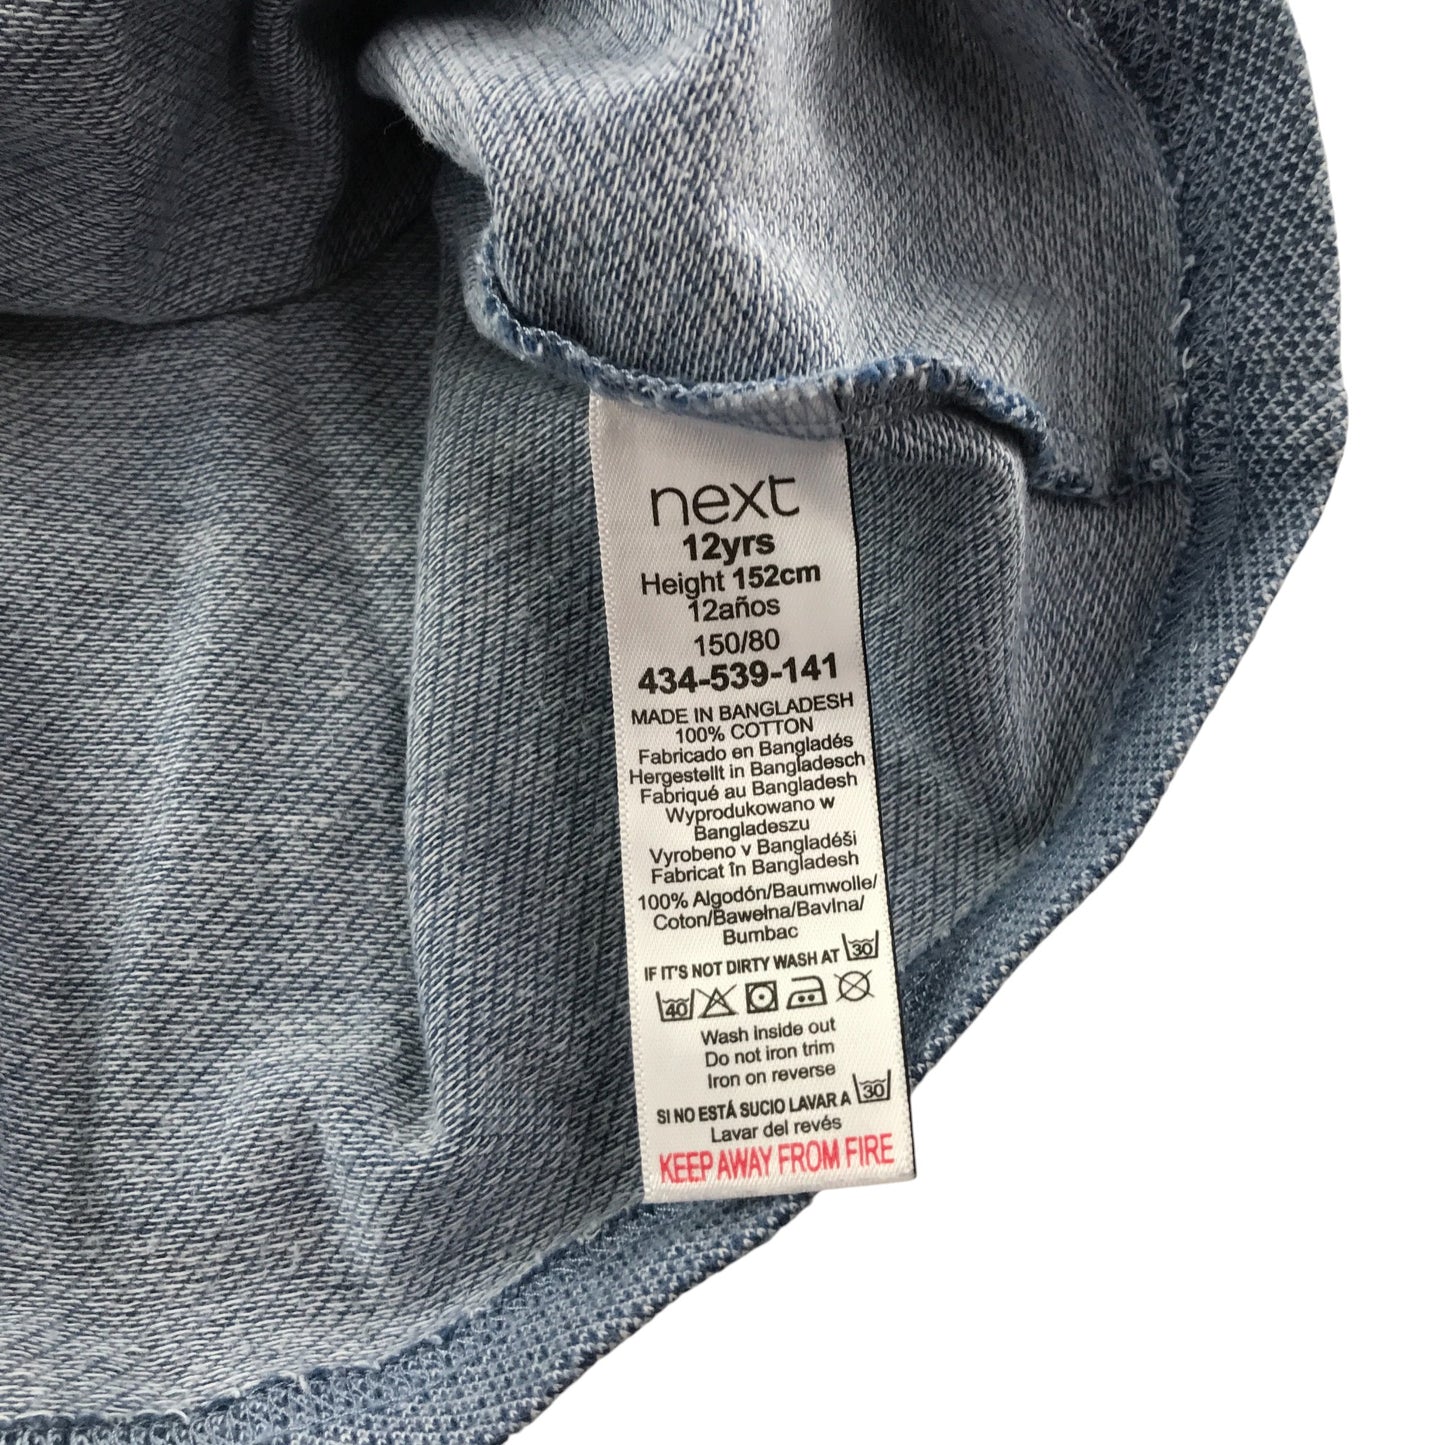 next
12yrs
Height 152cm
12años
150/80
434-539-141
MADE IN BANGLADESH
100% COTTON
Fabricado en Bangladés
Hergestellt in Bangladesch
Fabriqué au Bangladesh
Wyprodukowano w
Bangladeszu
Vyrobeno v Bangladéši
Fabricat în Bangladesh
100% Algodón/Baumwolle/
Coton/Bawełna/Bavlna/
Bumbac
IF IT'S NOT DIRTY WASH AT 30
40
Wash inside out
Do not iron trim
Iron on reverse
SI NO ESTÁ SUCIO LAVAR A 30
Lavar del revés
KEEP AWAY FROM FIRE